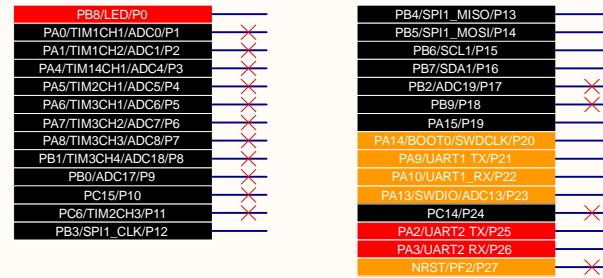 PB8/LED/P0
PA0/TIM1CH1/ADC0/P1
PA1/TIM1CH2/ADC1/P2
PA4/TIM14CH1/ADC4/P3
PA5/TIM2CH1/ADC5/P4
PA6/TIM3CH1/ADC6/P5
PA7/TIM3CH2/ADC7/P6
PA8/TIM3CH3/ADC8/P7
PB1/TIM3CH4/ADC18/P8
PB0/ADC17/P9
PC15/P10
PC6/TIM2CH3/P11
PB3/SPI1_CLK/P12
PB4/SPI1_MISO/P13
PB5/SPI1_MOSI/P14
PB6/SCL1/P15
PB7/SDA1/P16
PB2/ADC19/P17
PB9/P18
PA15/P19
PA14/BOOT0/SWDCLK/P20
PA9/UART1 TX/P21
PA10/UART1_RX/P22
PA13/SWDIO/ADC13/P23
PC14/P24
PA2/UART2 TX/P25
PA3/UART2 RX/P26
NRST/PF2/P27